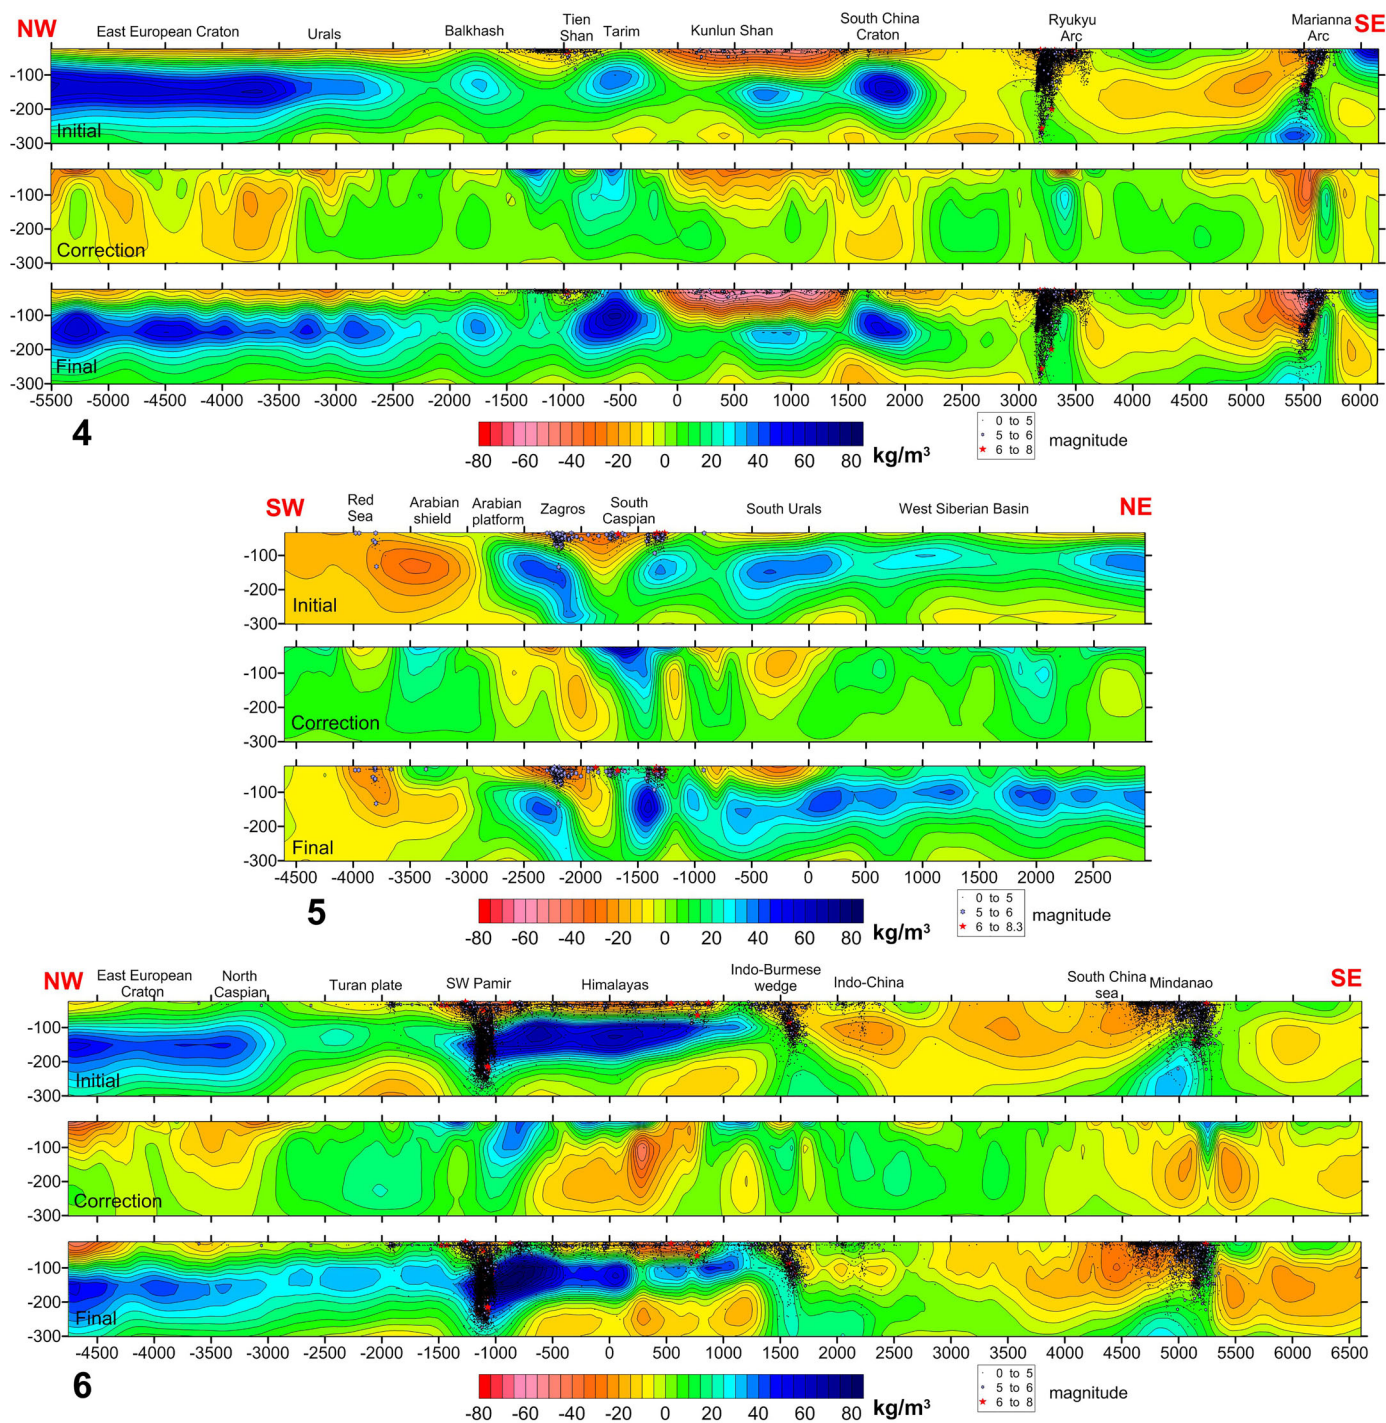 NW East European Craton Urals Balkhash Tien Shan Tarim Kunlun Shan South China Craton Ryukyu Arc Marianna Arc SE
-100
-200
-300
Initial
-100
-200
-300
Correction
-100
-200
-300
Final
-5500 -5000 -4500 -4000 -3500 -3000 -2500 -2000 -1500 -1000 -500 0 500 1000 1500 2000 2500 3000 3500 4000 4500 5000 5500 6000
4
-80 -60 -40 -20 0 20 40 60 80 kg/m³
0 to 5
5 to 6
6 to 8
magnitude
SW Red Sea Arabian shield Arabian platform Zagros South Caspian South Urals West Siberian Basin NE
-100
-200
-300
Initial
-100
-200
-300
Correction
-100
-200
-300
Final
-4500 -4000 -3500 -3000 -2500 -2000 -1500 -1000 -500 0 500 1000 1500 2000 2500
5
-80 -60 -40 -20 0 20 40 60 80 kg/m³
0 to 5
5 to 6
6 to 8.3
magnitude
NW East European Craton North Caspian Turan plate SW Pamir Himalayas Indo-Burmese wedge Indo-China South China sea Mindanao SE
-100
-200
-300
Initial
-100
-200
-300
Correction
-100
-200
-300
Final
-4500 -4000 -3500 -3000 -2500 -2000 -1500 -1000 -500 0 500 1000 1500 2000 2500 3000 3500 4000 4500 5000 5500 6000 6500
6
-80 -60 -40 -20 0 20 40 60 80 kg/m³
0 to 5
5 to 6
6 to 8
magnitude